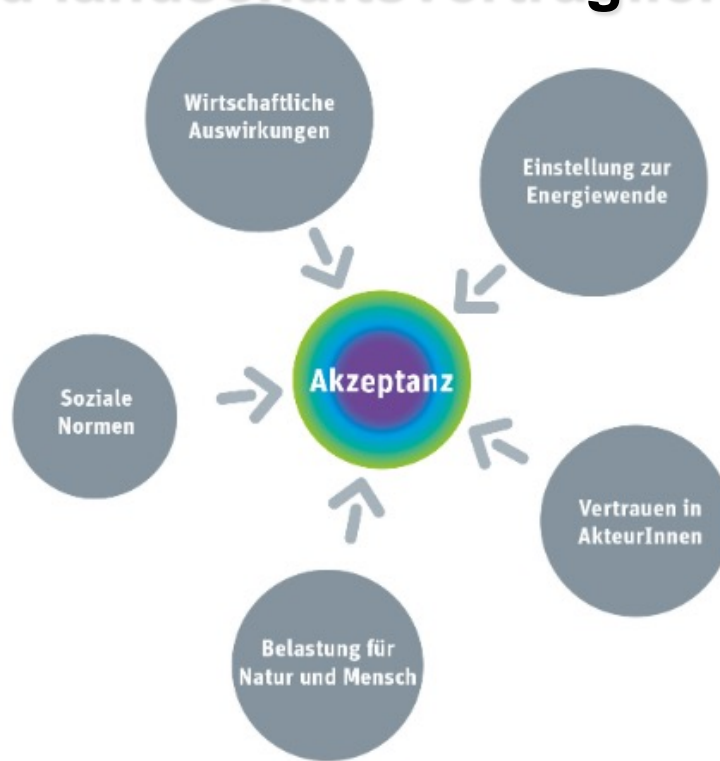 Wirtschaftliche
Auswirkungen
Einstellung zur
Energiewende
Akzeptanz
Soziale
Normen
Vertrauen in
AkteurInnen
Belastung für
Natur und Mensch